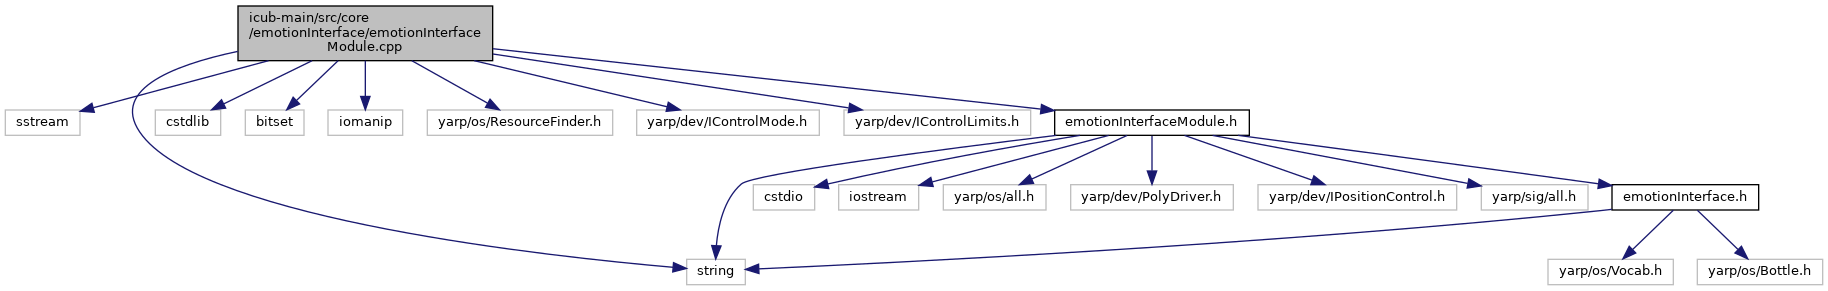 icub-main/src/core
/emotionInterface/emotionInterface
Module.cpp
sstream
cstdlib
bitset
iomanip
yarp/os/ResourceFinder.h
yarp/dev/IControlMode.h
yarp/dev/IControlLimits.h
emotionInterfaceModule.h
cstdio
iostream
yarp/os/all.h
yarp/dev/PolyDriver.h
yarp/dev/IPositionControl.h
yarp/sig/all.h
emotionInterface.h
string
yarp/os/Vocab.h
yarp/os/Bottle.h